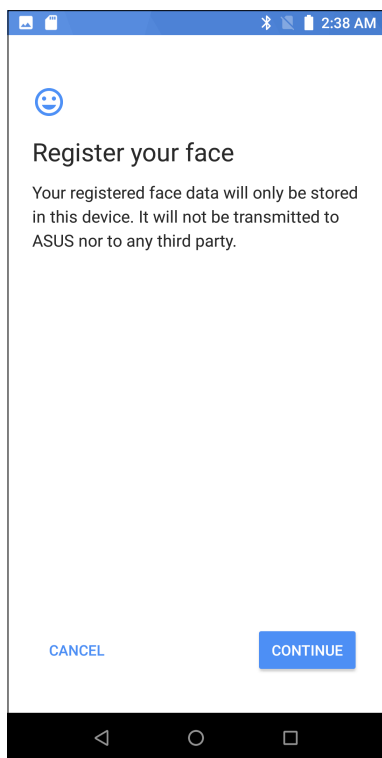 2:38 AM
Register your face
Your registered face data will only be stored
in this device. It will not be transmitted to
ASUS nor to any third party.
CANCEL
CONTINUE